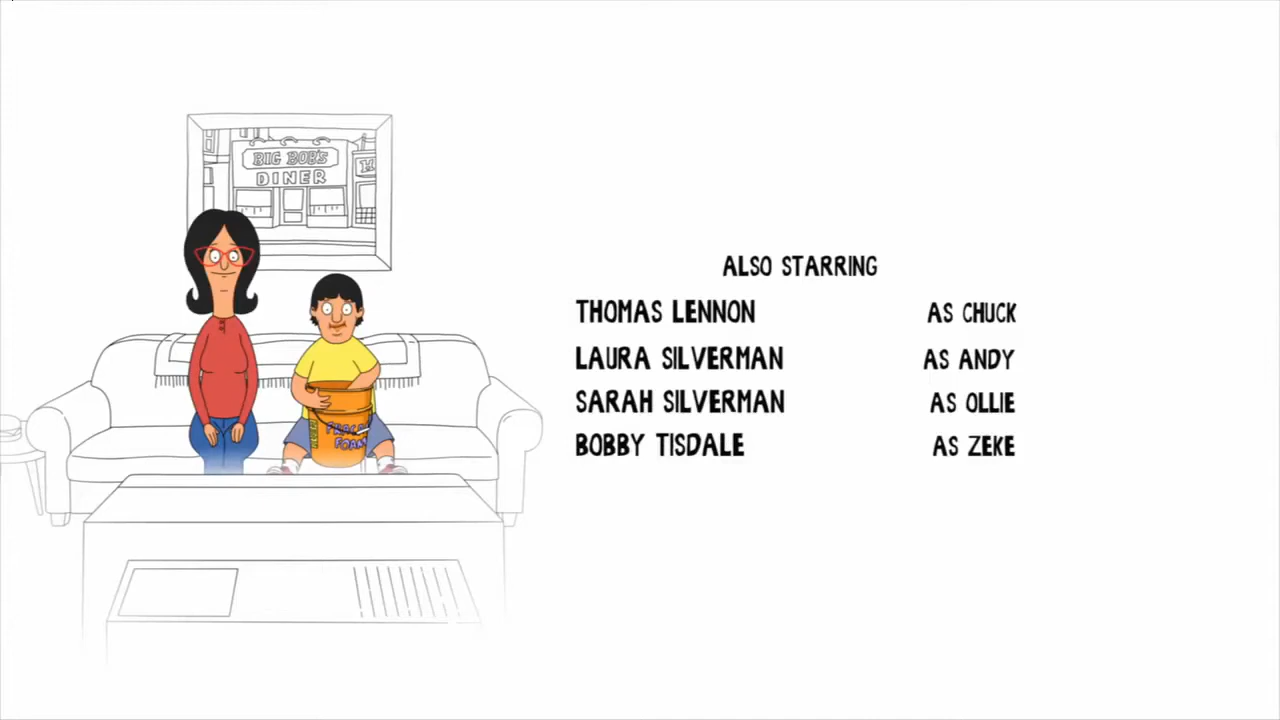 BIG BOB'S
DINER
ALSO STARRING
THOMAS LENNON AS CHUCK
LAURA SILVERMAN AS ANDY
SARAH SILVERMAN AS OLLIE
BOBBY TISDALE AS ZEKE